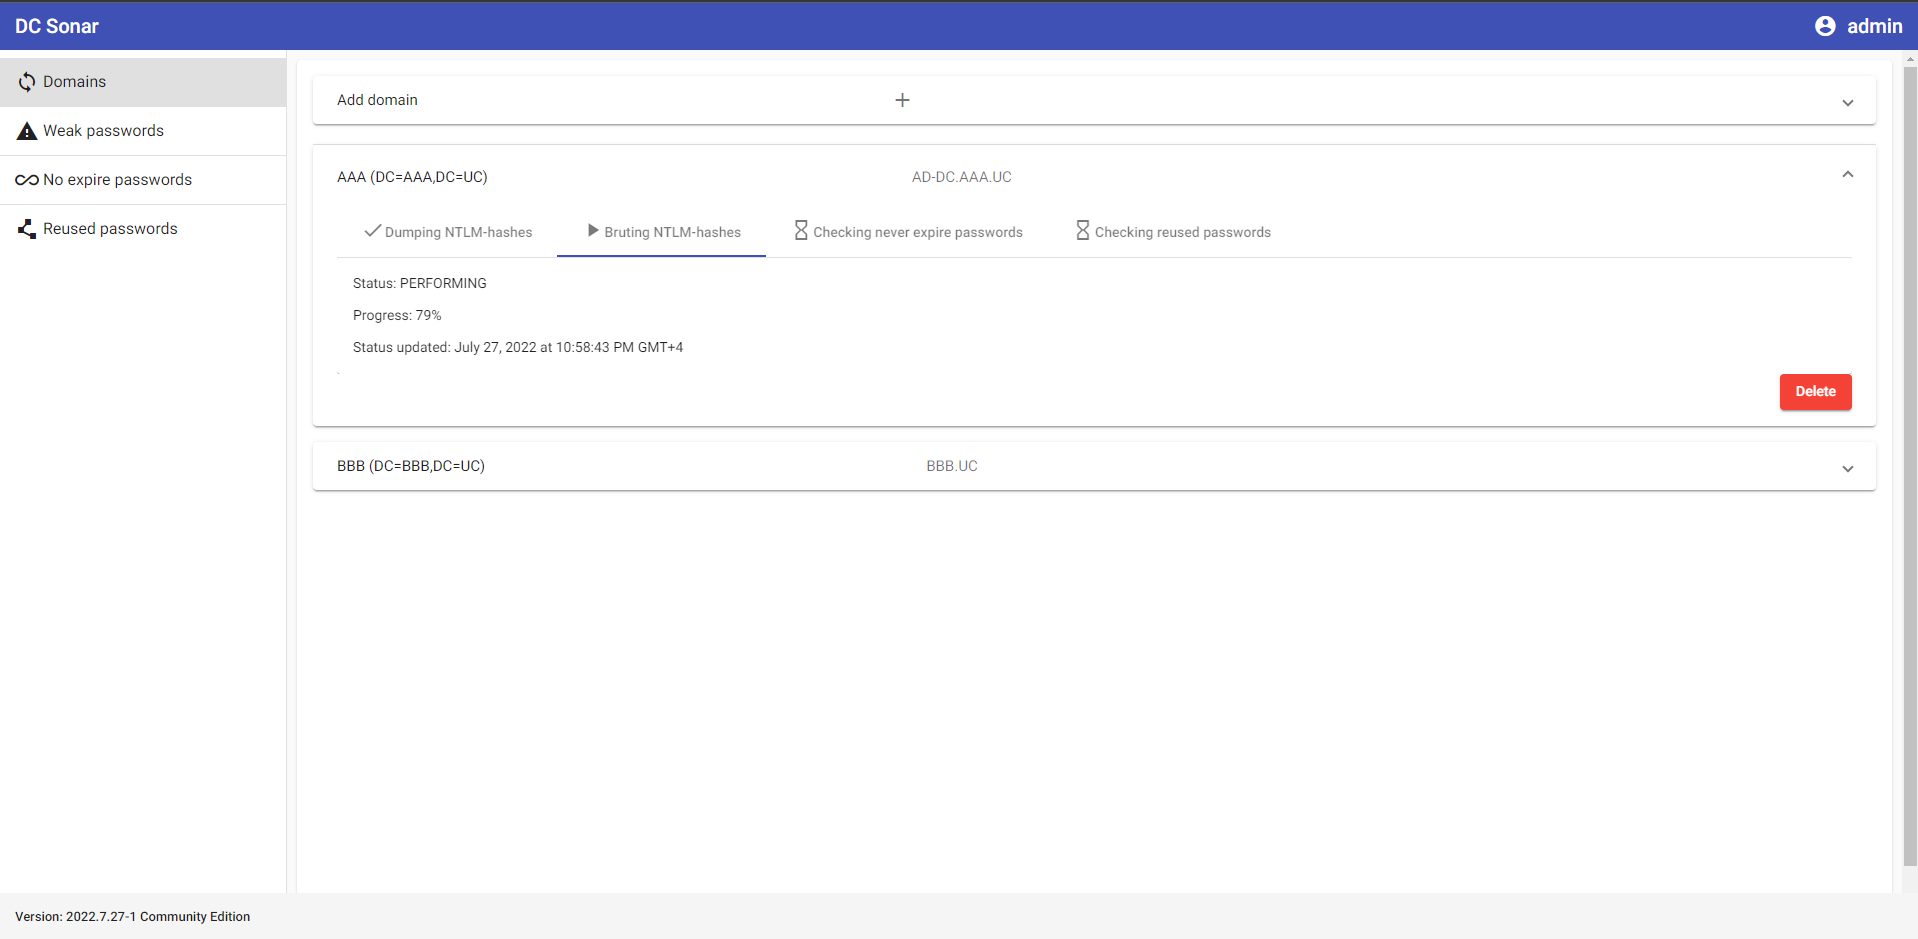 DC Sonar
admin
Domains
Weak passwords
No expire passwords
Reused passwords
Add domain
AAA (DC=AAA,DC=UC) AD-DC.AAA.UC
Dumping NTLM-hashes Bruting NTLM-hashes Checking never expire passwords Checking reused passwords
Status: PERFORMING
Progress: 79%
Status updated: July 27, 2022 at 10:58:43 PM GMT+4
Delete
BBB (DC=BBB,DC=UC) BBB.UC
Version: 2022.7.27-1 Community Edition